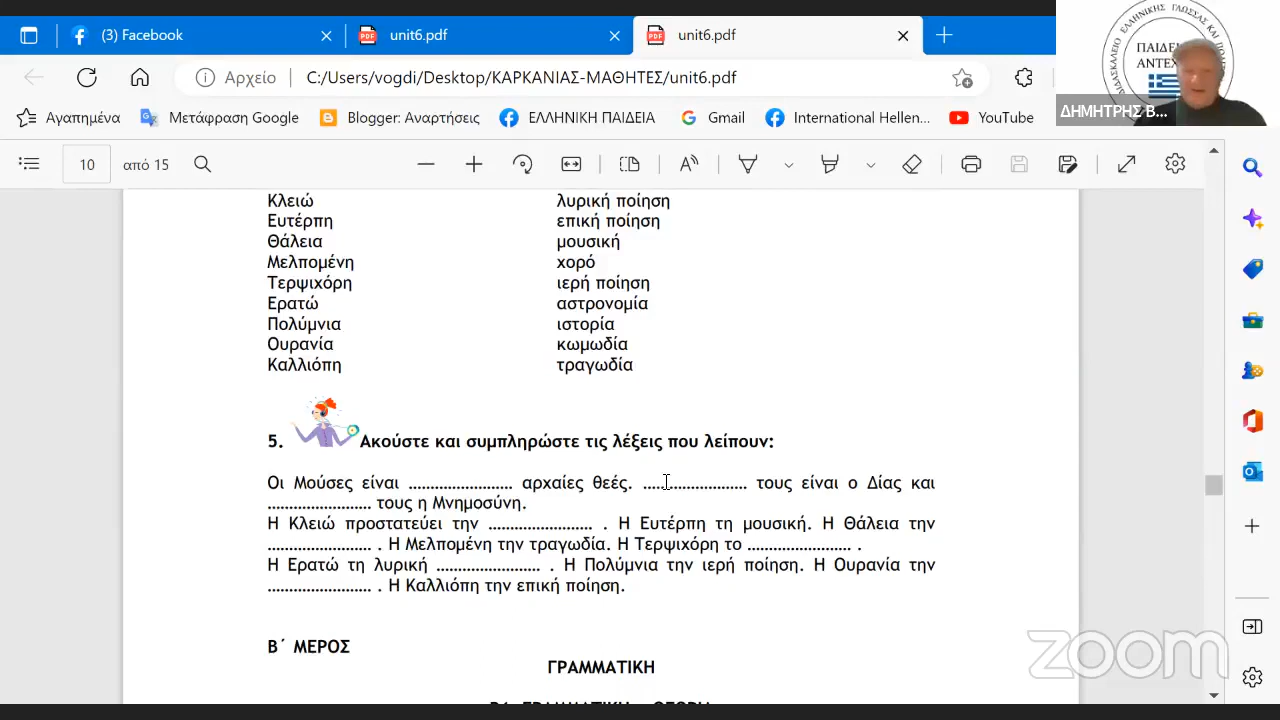 (3) Facebook
unit6.pdf
unit6.pdf
Αρχείο
C:/Users/vogdi/Desktop/ΚΑΡΚΑΝΙΑΣ-ΜΑΘΗΤΕΣ/unit6.pdf
Αγαπημένα
Μετάφραση Google
Blogger: Αναρτήσεις
ΕΛΛΗΝΙΚΗ ΠΑΙΔΕΙΑ
Gmail
International Hellen...
YouTube
ΔΗΜΗΤΡΗΣ Β...
10 από 15
Κλειώ λυρική ποίηση
Ευτέρπη επική ποίηση
Θάλεια μουσική
Μελπομένη χορό
Τερψιχόρη ιερή ποίηση
Ερατώ αστρονομία
Πολύμνια ιστορία
Ουρανία κωμωδία
Καλλιόπη τραγωδία
5. Ακούστε και συμπληρώστε τις λέξεις που λείπουν:
Οι Μούσες είναι ....................... αρχαίες θεές. ....................... τους είναι ο Δίας και
....................... τους η Μνημοσύνη.
Η Κλειώ προστατεύει την ....................... . Η Ευτέρπη τη μουσική. Η Θάλεια την
....................... . Η Μελπομένη την τραγωδία. Η Τερψιχόρη το ....................... .
Η Ερατώ τη λυρική ....................... . Η Πολύμνια την ιερή ποίηση. Η Ουρανία την
....................... . Η Καλλιόπη την επική ποίηση.
Β΄ ΜΕΡΟΣ
ΓΡΑΜΜΑΤΙΚΗ
zoom